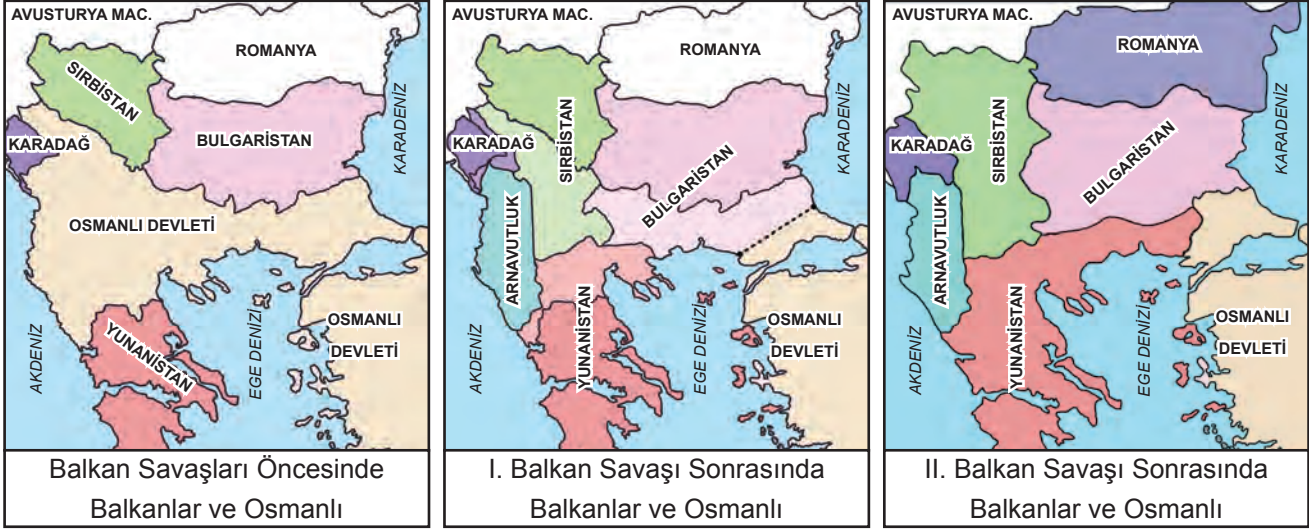 AVUSTURYA MAC.
ROMANYA
SIRBİSTAN
KARADAĞ
BULGARİSTAN
KARADENİZ
OSMANLI DEVLETİ
YUNANİSTAN
AKDENİZ
EGE DENİZİ
OSMANLI
DEVLETİ
Balkan Savaşları Öncesinde
Balkanlar ve Osmanlı
AVUSTURYA MAC.
ROMANYA
KARADAĞ
SIRBİSTAN
BULGARİSTAN
KARADENİZ
ARNAVUTLUK
YUNANİSTAN
AKDENİZ
EGE DENİZİ
OSMANLI
DEVLETİ
I. Balkan Savaşı Sonrasında
Balkanlar ve Osmanlı
AVUSTURYA MAC.
ROMANYA
KARADAĞ
SIRBİSTAN
BULGARİSTAN
KARADENİZ
ARNAVUTLUK
YUNANİSTAN
AKDENİZ
EGE DENİZİ
OSMANLI
DEVLETİ
II. Balkan Savaşı Sonrasında
Balkanlar ve Osmanlı